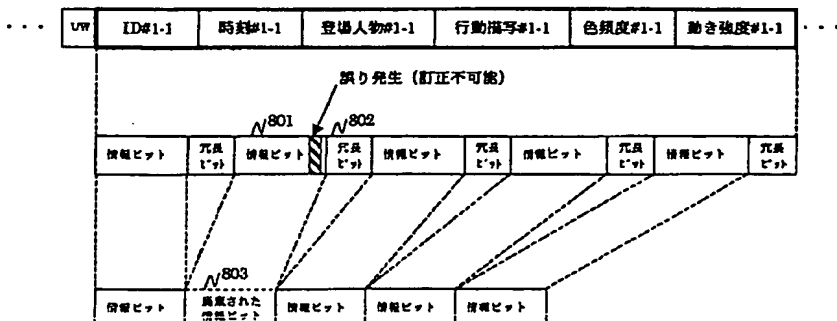 ・・・ UW ID#1-1 時刻#1-1 登場人物#1-1 行動描写#1-1 色頻度#1-1 動き強度#1-1 ・・・
誤り発生（訂正不可能）
801 802
情報ビット 冗長ビット 情報ビット 冗長ビット 情報ビット 冗長ビット 情報ビット 冗長ビット 情報ビット 冗長ビット
803
情報ビット 廃棄された情報ビット 情報ビット 情報ビット 情報ビット